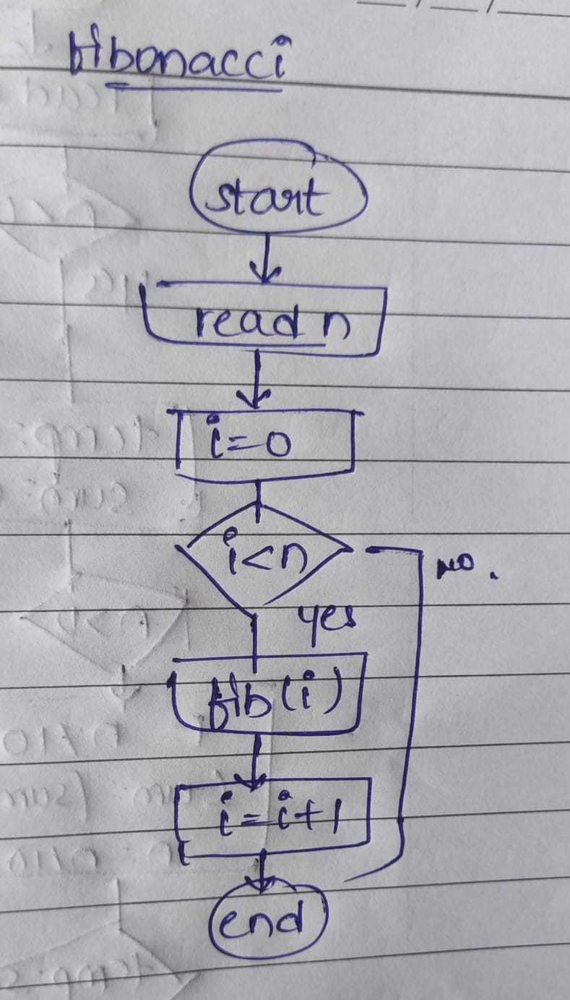 fibonacci
start
read n
i=0
i<n
no.
yes
fib(i)
i=i+1
end